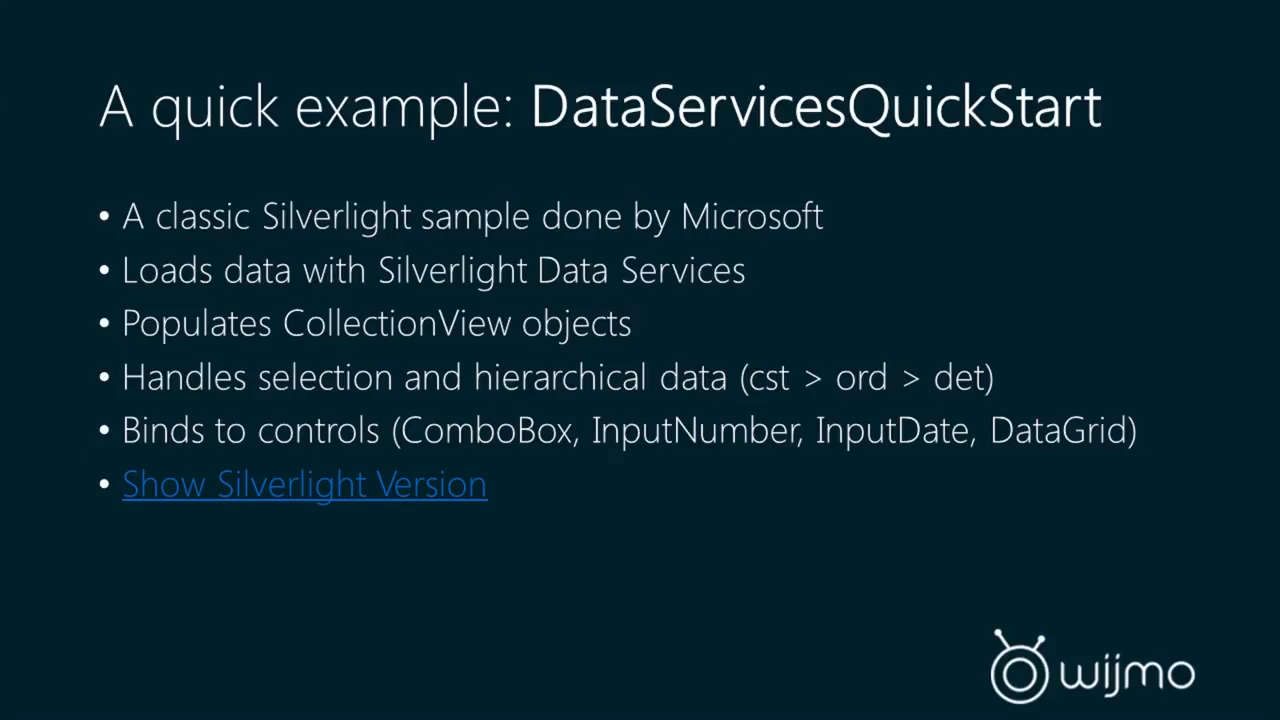 A quick example: DataServicesQuickStart
• A classic Silverlight sample done by Microsoft
• Loads data with Silverlight Data Services
• Populates CollectionView objects
• Handles selection and hierarchical data (cst > ord > det)
• Binds to controls (ComboBox, InputNumber, InputDate, DataGrid)
• Show Silverlight Version
wijmo